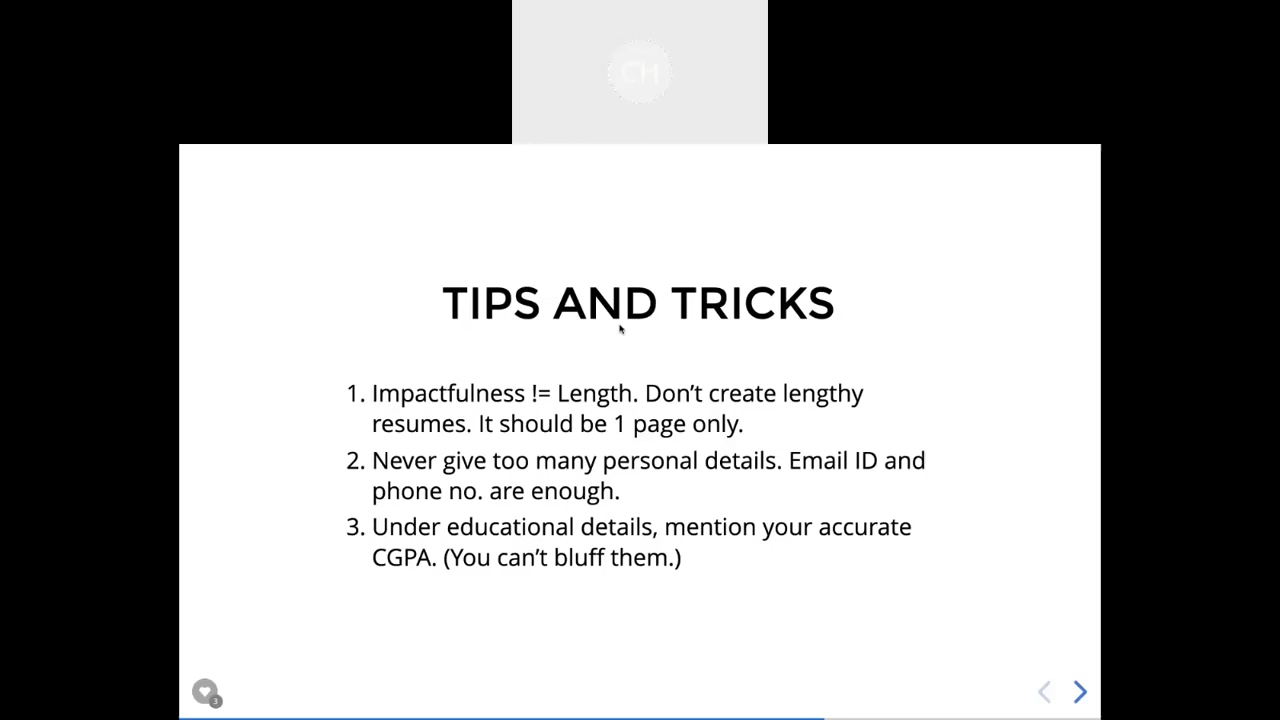 CH
TIPS AND TRICKS
1. Impactfulness != Length. Don’t create lengthy
resumes. It should be 1 page only.
2. Never give too many personal details. Email ID and
phone no. are enough.
3. Under educational details, mention your accurate
CGPA. (You can’t bluff them.)
3